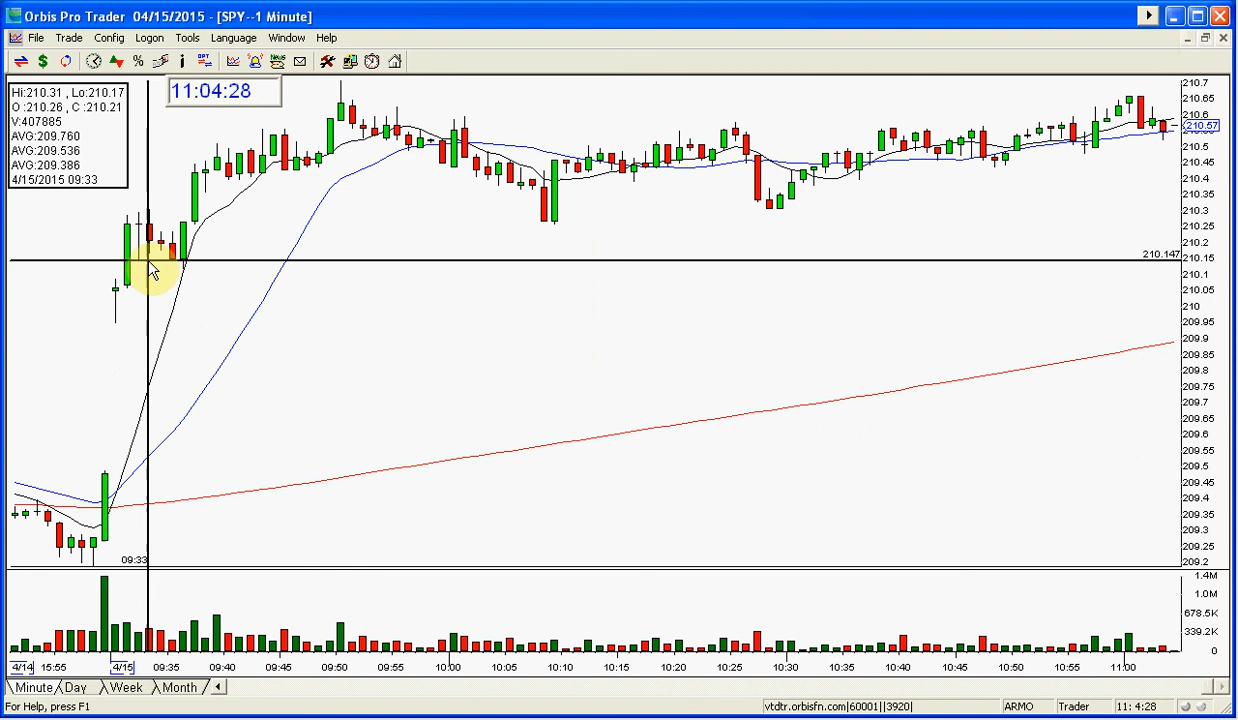 Orbis Pro Trader 04/15/2015 - [SPY--1 Minute]
File Trade Config Logon Tools Language Window Help
$ % i OPT News
Hi:210.31 , Lo:210.17
O :210.26 , C :210.21
V:407885
AVG:209.760
AVG:209.536
AVG:209.386
4/15/2015 09:33
11:04:28
210.7
210.65
210.6
210.57
210.5
210.45
210.4
210.35
210.3
210.25
210.2
210.147
210.15
210.1
210.05
210
209.95
209.9
209.85
209.8
209.75
209.7
209.65
209.6
209.55
209.5
209.45
209.4
209.35
209.3
209.25
209.2
09:33
1.4M
1.0M
678.5K
339.2K
0
4/14 15:55 4/15 09:35 09:40 09:45 09:50 09:55 10:00 10:05 10:10 10:15 10:20 10:25 10:30 10:35 10:40 10:45 10:50 10:55 11:00
Minute Day Week Month
For Help, press F1 vtdtr.orbisfn.com|60001||3920| ARMO Trader 11: 4:28